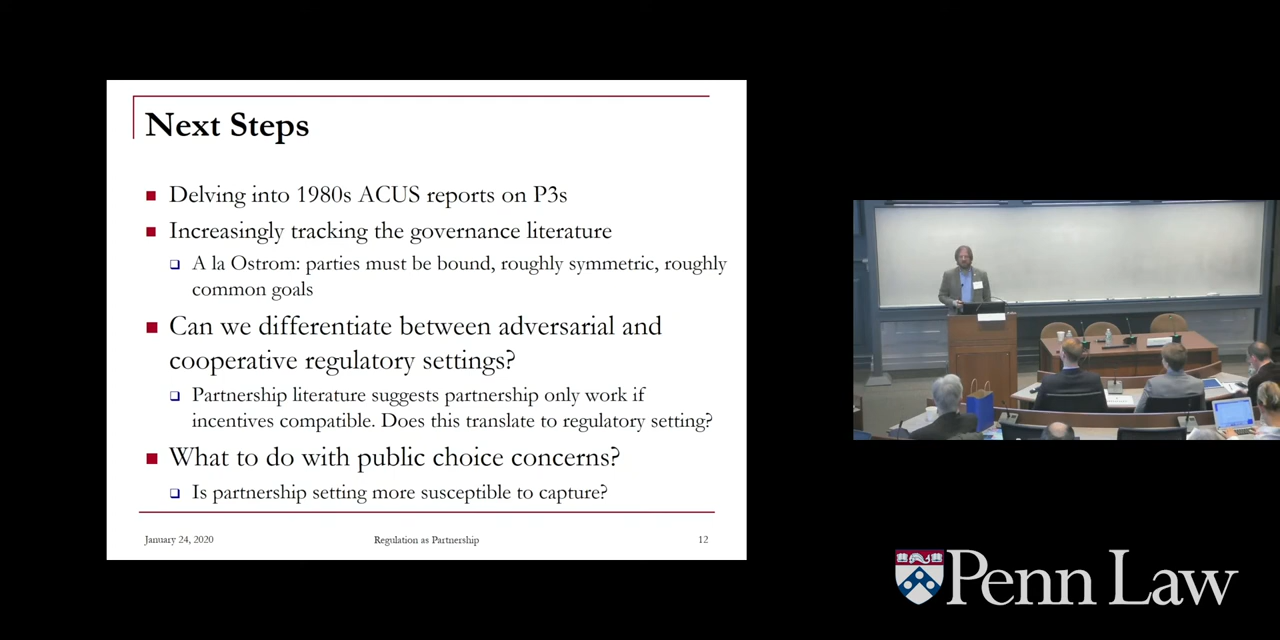 Next Steps
Delving into 1980s ACUS reports on P3s
Increasingly tracking the governance literature
A la Ostrom: parties must be bound, roughly symmetric, roughly
common goals
Can we differentiate between adversarial and
cooperative regulatory settings?
Partnership literature suggests partnership only work if
incentives compatible. Does this translate to regulatory setting?
What to do with public choice concerns?
Is partnership setting more susceptible to capture?
January 24, 2020
Regulation as Partnership
12
Penn Law